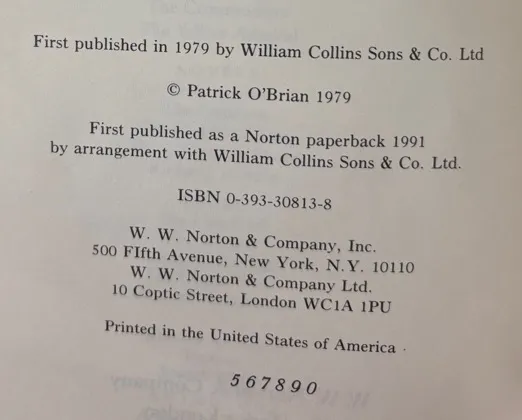 First published in 1979 by William Collins Sons & Co. Ltd
© Patrick O'Brian 1979
First published as a Norton paperback 1991
by arrangement with William Collins Sons & Co. Ltd.
ISBN 0-393-30813-8
W. W. Norton & Company, Inc.
500 FIfth Avenue, New York, N.Y. 10110
W. W. Norton & Company Ltd.
10 Coptic Street, London WC1A 1PU
Printed in the United States of America
5 6 7 8 9 0